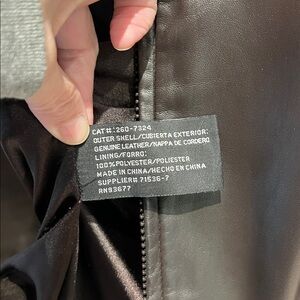 CAT#:260-7324
OUTER SHELL/CUBIERTA EXTERIOR:
GENUINE LEATHER/NAPPA DE CORDERO
LINING/FORRO:
100%POLYESTER/POLIESTER
MADE IN CHINA/HECHO EN CHINA
SUPPLIER# 71536-7
RN93677